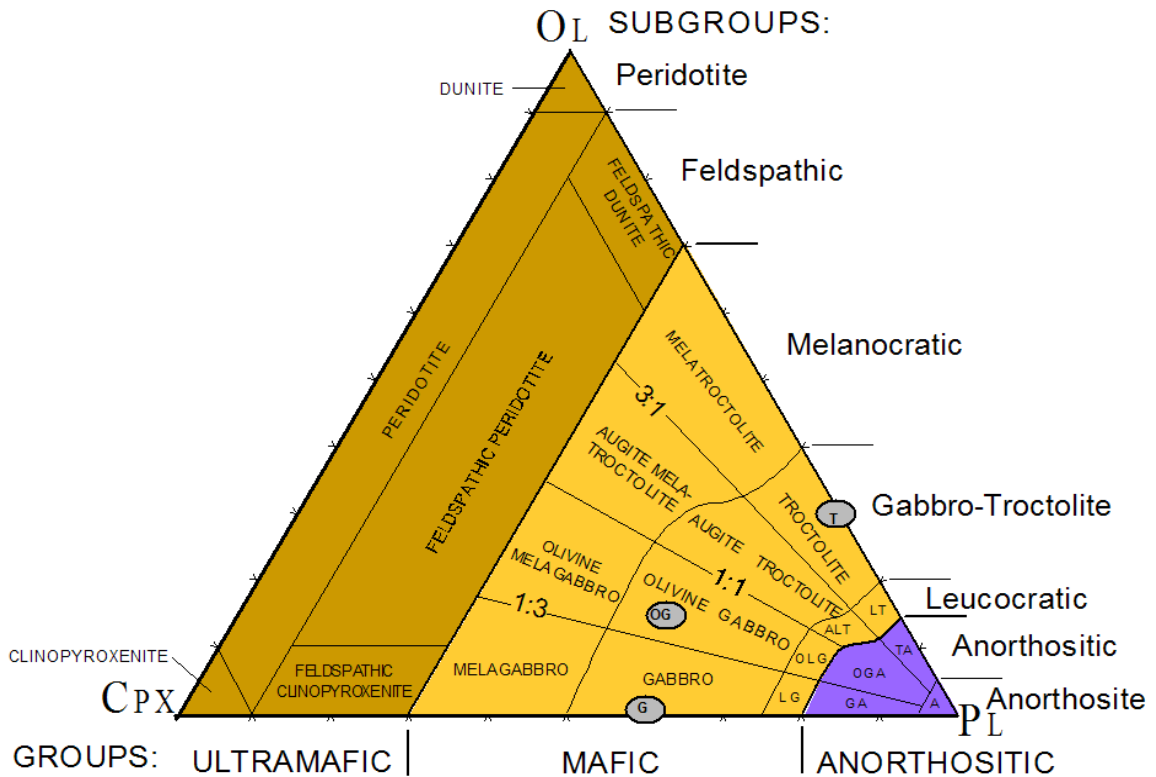 OL SUBGROUPS:
Peridotite
DUNITE
Feldspathic
FELDSPATHIC
DUNITE
Melanocratic
MELATROCTOLITE
3:1
PERIDOTITE
FELDSPATHIC PERIDOTITE
AUGITE MELA-
TROCTOLITE
TROCTOLITE
T
Gabbro-Troctolite
AUGITE TROCTOLITE
1:1
OLIVINE
MELAGABBRO
OLIVINE GABBRO
1:3
OG
LT
Leucocratic
ALT
TA
Anorthositic
OLG
OGA
CLINOPYROXENITE
FELDSPATHIC
CLINOPYROXENITE
MELAGABBRO
GABBRO
LG
GA
A
Anorthosite
CPX
G
PL
GROUPS: ULTRAMAFIC MAFIC ANORTHOSITIC